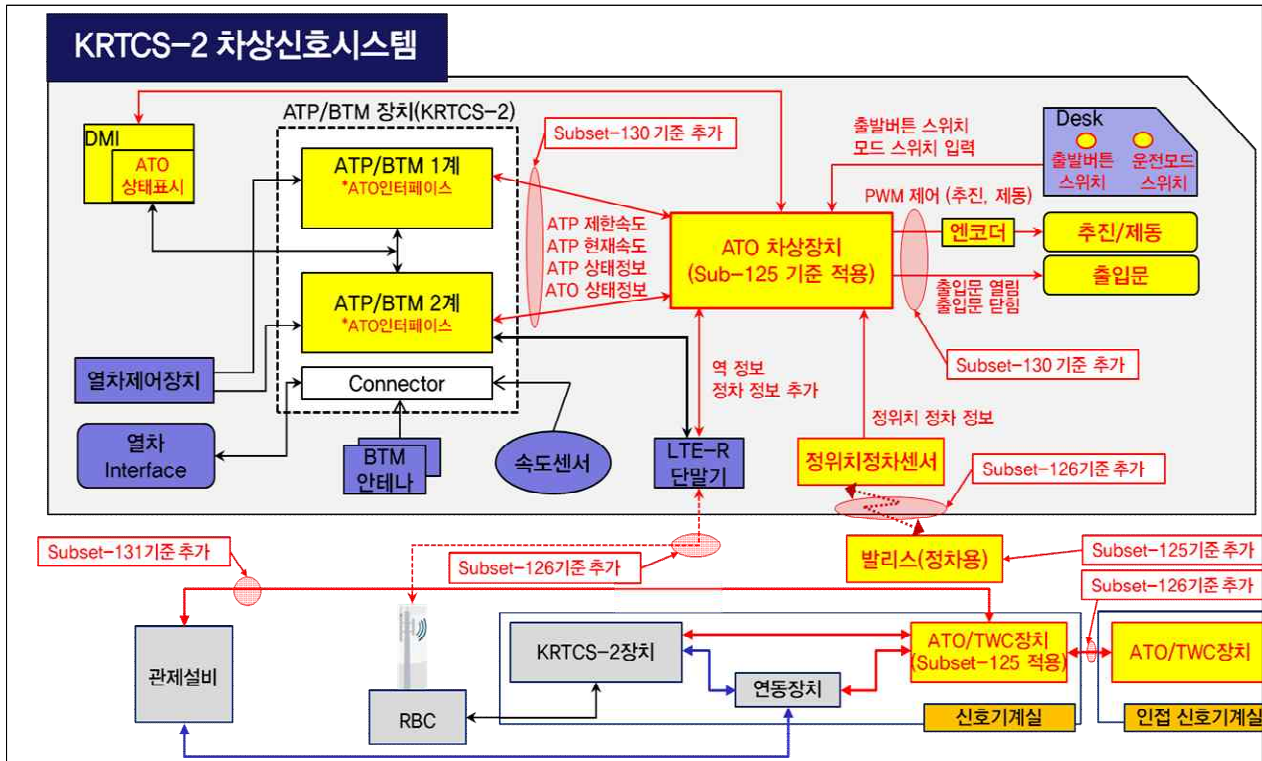 KRTCS-2 차상신호시스템
ATP/BTM 장치(KRTCS-2)
Subset-130 기준 추가
출발버튼 스위치
모드 스위치 입력
Desk
출발버튼
스위치
운전모드
스위치
DMI
ATO
상태표시
ATP/BTM 1계
*ATO인터페이스
ATP 제한속도
ATP 현재속도
ATP 상태정보
ATO 상태정보
ATO 차상장치
(Sub-125 기준 적용)
PWM 제어 (추진, 제동)
엔코더
추진/제동
출입문
출입문 열림
출입문 닫힘
ATP/BTM 2계
*ATO인터페이스
Subset-130 기준 추가
열차제어장치
Connector
역 정보
정차 정보 추가
정위치 정차 정보
열차
Interface
BTM
안테나
속도센서
LTE-R
단말기
정위치정차센서
Subset-126기준 추가
Subset-131기준 추가
Subset-126기준 추가
발리스(정차용)
Subset-125기준 추가
Subset-126기준 추가
관제설비
RBC
KRTCS-2장치
연동장치
ATO/TWC장치
(Subset-125 적용)
신호기계실
ATO/TWC장치
인접 신호기계실